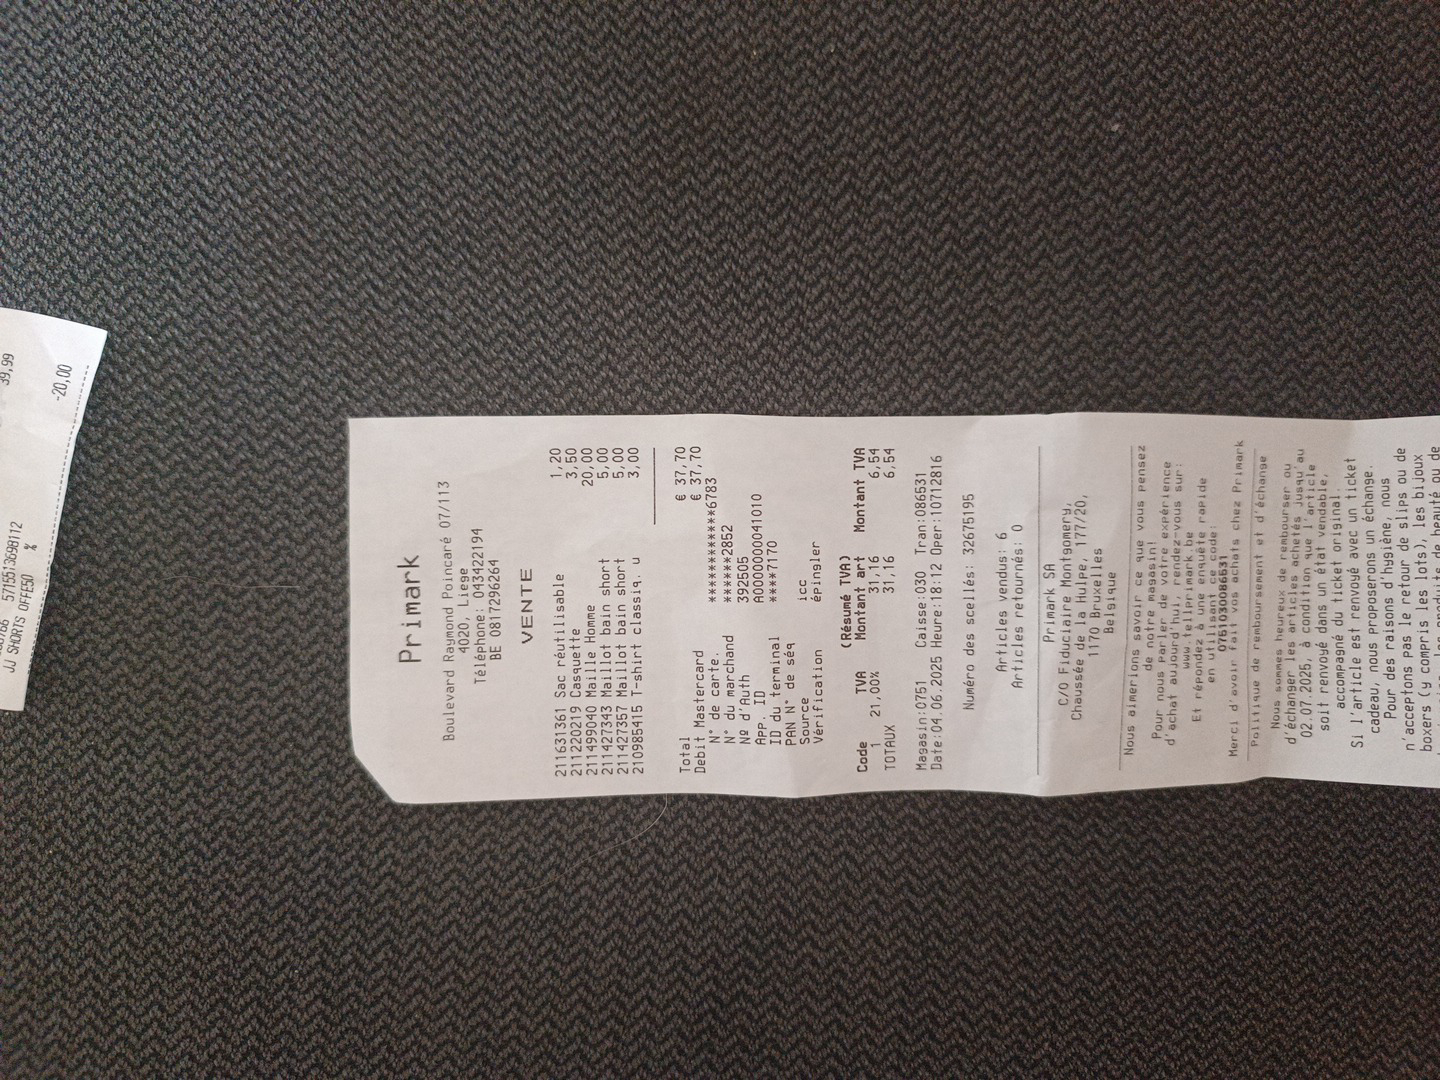 39,99
-20,00
5715513698112
JJ SHORTS OFFE50 %
Primark
Boulevard Raymond Poincaré 07/113
4020, Liège
Téléphone: 043422194
BE 0817296264
VENTE
211631361 Sac réutilisable 1,20
211220219 Casquette 3,50
211499040 Maille Homme 20,00
211427343 Maillot bain short 5,00
211427357 Maillot bain short 5,00
210985415 T-shirt classiq. u 3,00
Total € 37,70
Debit Mastercard € 37,70
N° de carte. ************6783
N° du marchand ******2852
Nº d'Auth 392505
APP. ID A0000000041010
ID du terminal ****7170
PAN N° de séq
Source icc
Vérification épingler
(Résumé TVA)
Code TVA Montant art Montant TVA
1 21,00% 31,16 6,54
TOTAUX 31,16 6,54
Magasin:0751 Caisse:030 Tran:086531
Date:04.06.2025 Heure:18:12 Oper:10712816
Numéro des scellés: 32675195
Articles vendus: 6
Articles retournés: 0
Primark SA
C/O Fiduciaire Montgomery,
Chaussée de la Hulpe, 177/20,
1170 Bruxelles
Belgique
Nous aimerions savoir ce que vous pensez
de notre magasin!
Pour nous parler de votre expérience
d'achat aujourd'hui, rendez-vous sur:
www.tellprimark.be
Et répondez à une enquête rapide
en utilisant ce code:
0761030086531
Merci d'avoir fait vos achats chez Primark
Politique de remboursement et d'échange
Nous sommes heureux de rembourser ou
d'échanger les articles achetés jusqu'au
02.07.2025, à condition que l'article
soit renvoyé dans un état vendable,
accompagné du ticket original.
Si l'article est renvoyé avec un ticket
cadeau, nous proposerons un échange.
Pour des raisons d'hygiène, nous
n'acceptons pas le retour de slips ou de
boxers (y compris les lots), les bijoux